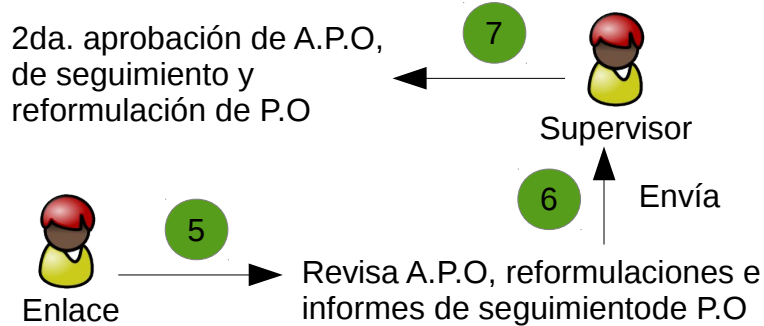 2da. aprobación de A.P.O,
de seguimiento y
reformulación de P.O
7
Supervisor
6
Envía
5
Enlace
Revisa A.P.O, reformulaciones e
informes de seguimientode P.O